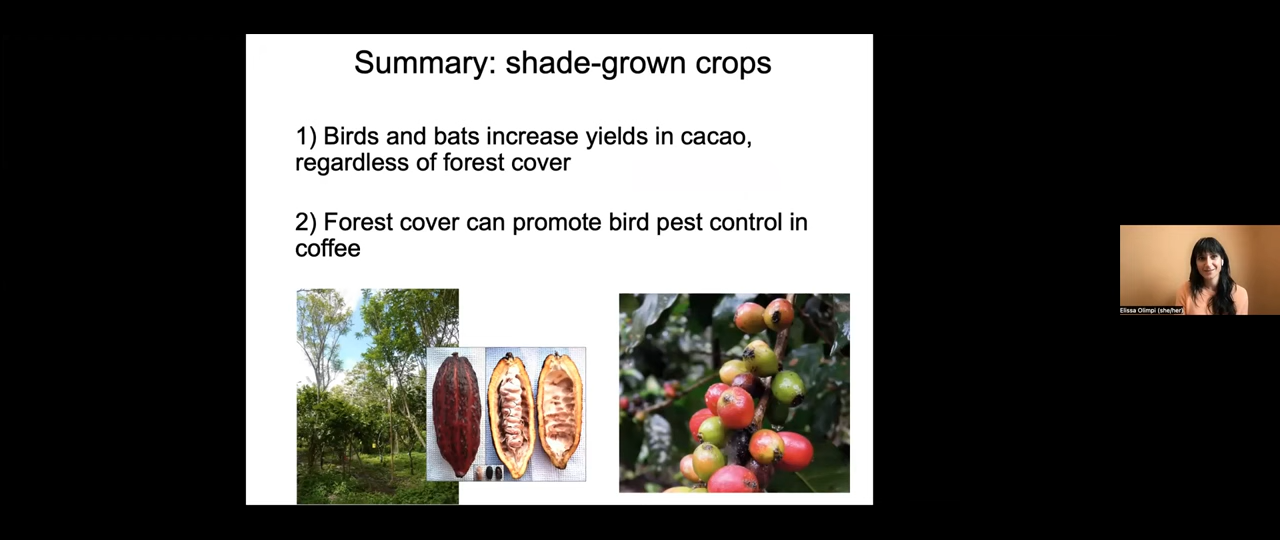 Summary: shade-grown crops
1) Birds and bats increase yields in cacao,
regardless of forest cover
2) Forest cover can promote bird pest control in
coffee
Elissa Olimpi (she/her)